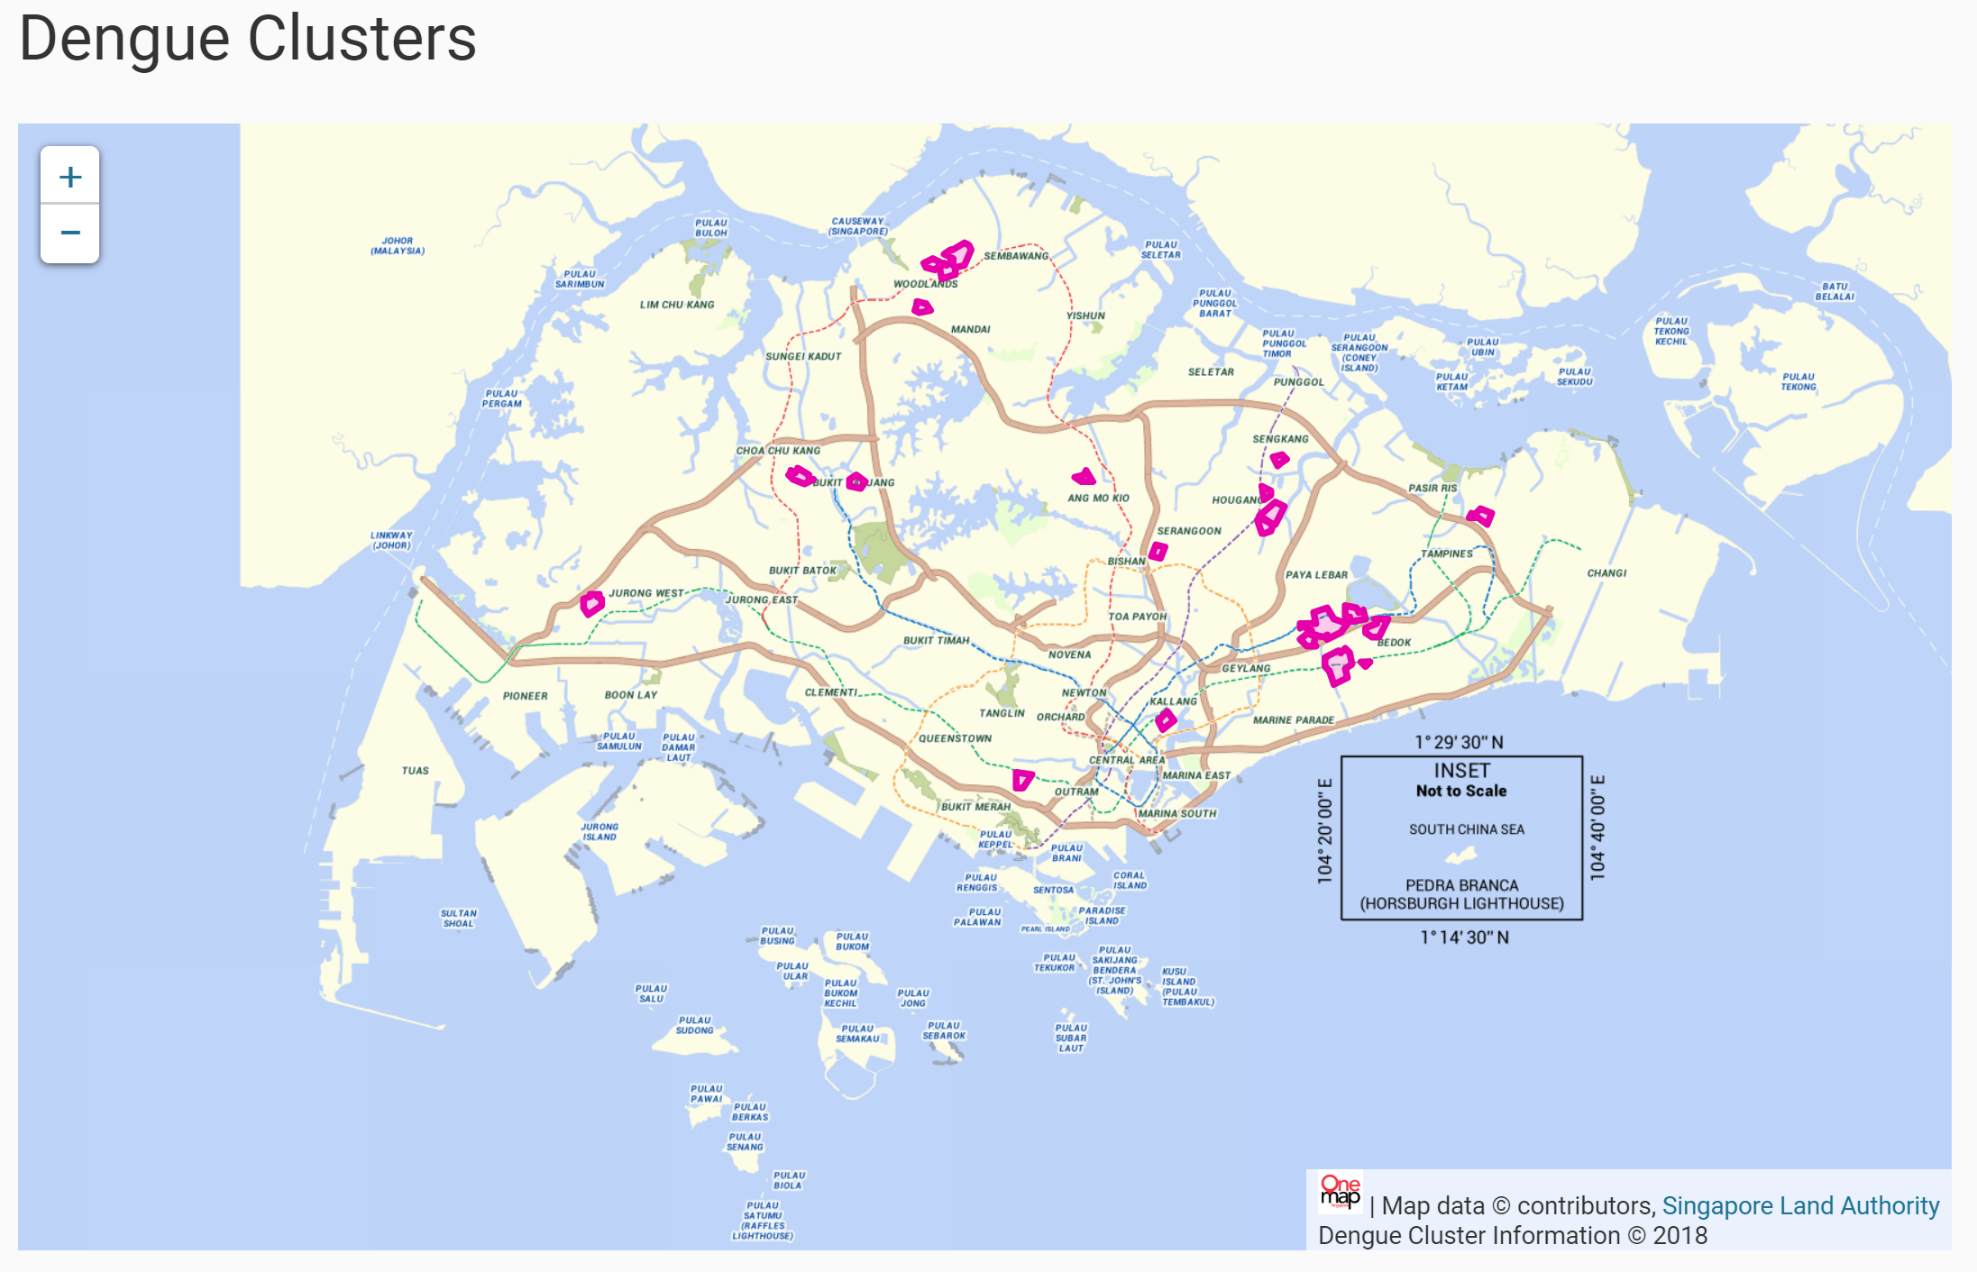 Dengue Clusters
+
−
JOHOR
(MALAYSIA)
PULAU
BULOH
CAUSEWAY
(SINGAPORE)
PULAU
SARIMBUN
LIM CHU KANG
WOODLANDS
SEMBAWANG
PULAU
SELETAR
MANDAI
YISHUN
PULAU
PUNGGOL
BARAT
PULAU
PUNGGOL
TIMOR
PULAU
SERANGOON
(CONEY
ISLAND)
PULAU
UBIN
PULAU
KETAM
PULAU
SEKUDU
PULAU
TEKONG
KECHIL
BATU
BELALAI
PULAU
TEKONG
SUNGEI KADUT
PULAU
PERGAM
SELETAR
PUNGGOL
CHOA CHU KANG
SENGKANG
BUKIT
UANG
ANG MO KIO
HOUGANG
PASIR RIS
LINKWAY
(JOHOR)
SERANGOON
BISHAN
TAMPINES
BUKIT BATOK
PAYA LEBAR
CHANGI
JURONG WEST
JURONG EAST
TOA PAYOH
BUKIT TIMAH
BEDOK
NOVENA
GEYLANG
PIONEER
BOON LAY
CLEMENTI
NEWTON
KALLANG
TANGLIN
ORCHARD
MARINE PARADE
QUEENSTOWN
PULAU
SAMULUN
PULAU
DAMAR
LAUT
TUAS
CENTRAL AREA
MARINA EAST
OUTRAM
BUKIT MERAH
MARINA SOUTH
JURONG
ISLAND
PULAU
KEPPEL
PULAU
BRANI
PULAU
RENGGIS
SENTOSA
CORAL
ISLAND
PULAU
PALAWAN
PEARL ISLAND
PARADISE
ISLAND
SULTAN
SHOAL
PULAU
BUSING
PULAU
BUKOM
PULAU
ULAR
PULAU
BUKOM
KECHIL
PULAU
TEKUKOR
PULAU
SAKIJANG
BENDERA
(ST. JOHN'S
ISLAND)
KUSU
ISLAND
(PULAU
TEMBAKUL)
PULAU
SALU
PULAU
JONG
PULAU
SUDONG
PULAU
SEMAKAU
PULAU
SEBAROK
PULAU
SUBAR
LAUT
PULAU
PAWAI
PULAU
BERKAS
PULAU
SENANG
PULAU
BIOLA
PULAU
SATUMU
(RAFFLES
LIGHTHOUSE)
1° 29' 30" N
104° 20' 00" E
INSET
Not to Scale
SOUTH CHINA SEA
PEDRA BRANCA
(HORSBURGH LIGHTHOUSE)
104° 40' 00" E
1° 14' 30" N
One
map
| Map data © contributors, Singapore Land Authority
Dengue Cluster Information © 2018